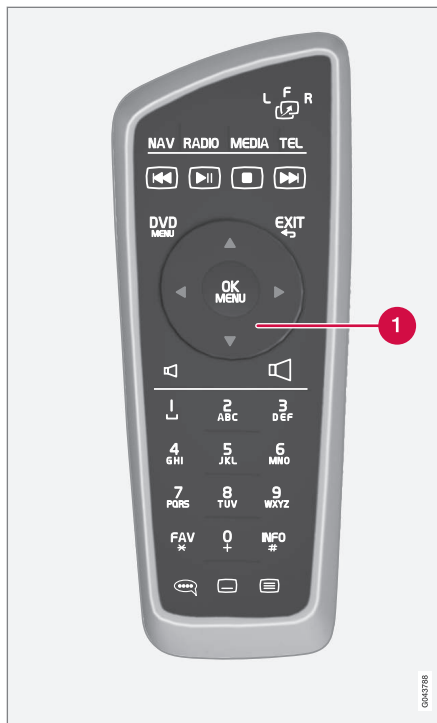 L F R
NAV RADIO MEDIA TEL
DVD MENU
EXIT
OK MENU
1
1 2 ABC 3 DEF
4 GHI 5 JKL 6 MNO
7 PQRS 8 TUV 9 WXYZ
FAV * 0 + INFO #
G043788